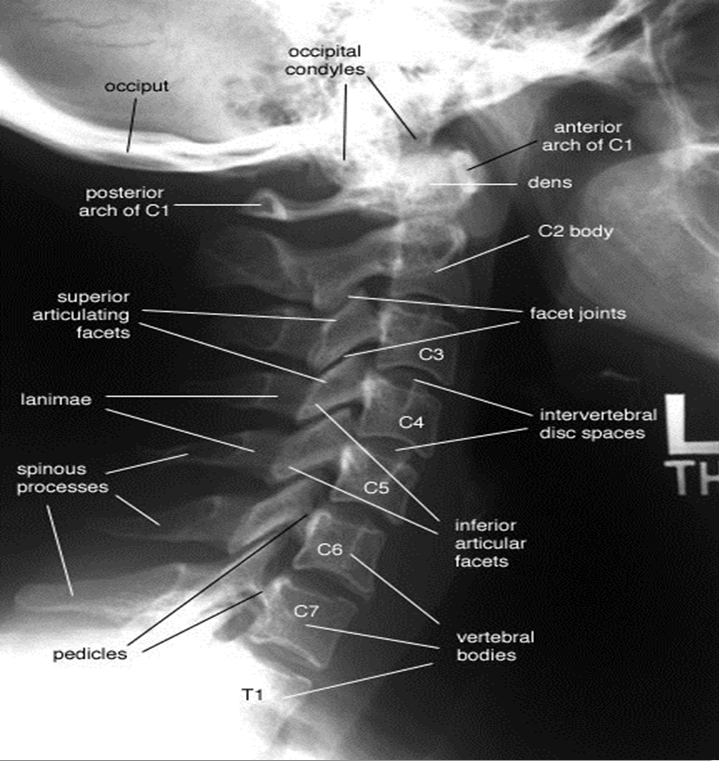 occipital
condyles
occiput
anterior
arch of C1
dens
posterior
arch of C1
C2 body
superior
articulating
facets
facet joints
C3
lanimae
C4
intervertebral
disc spaces
L
TH
spinous
processes
C5
inferior
articular
facets
C6
C7
pedicles
vertebral
bodies
T1